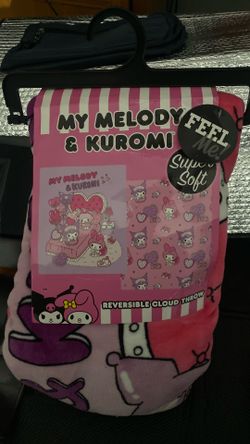 MY MELODY
& KUROMI
FEEL
Me!
Super
Soft
MY MELODY
& KUROMI
REVERSIBLE CLOUD THROW